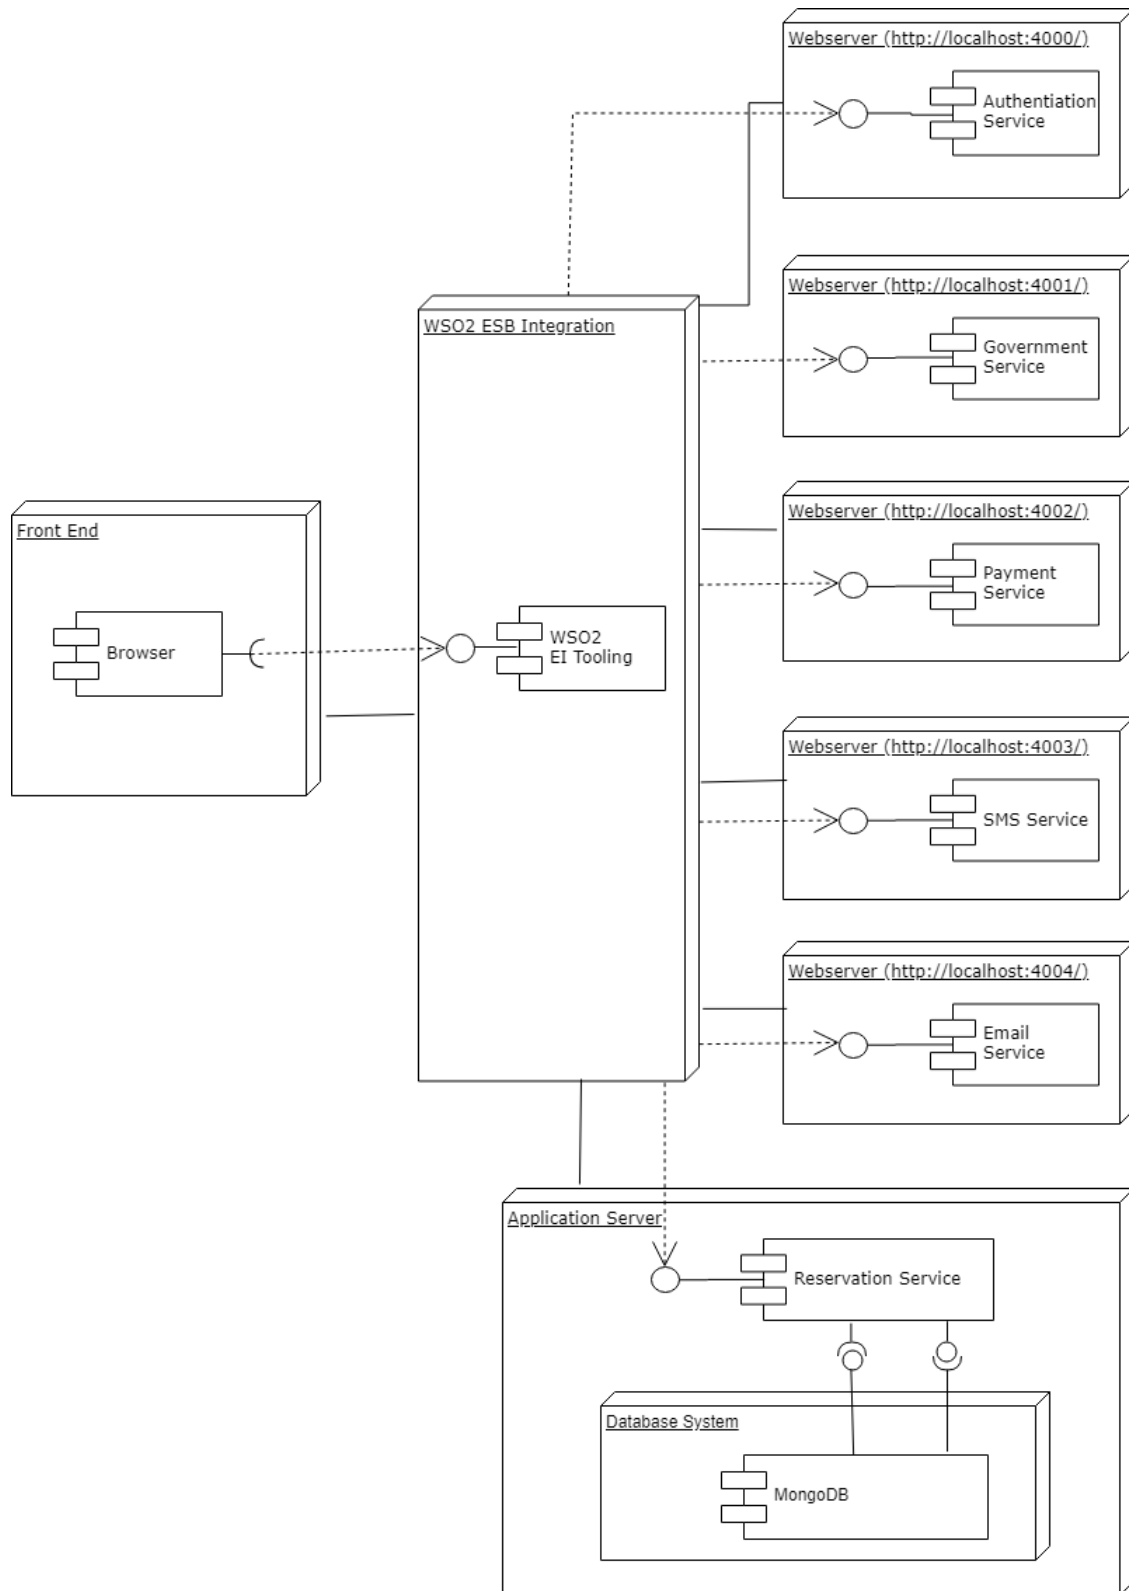 Webserver (http://localhost:4000/)
Authentiation
Service
Webserver (http://localhost:4001/)
Government
Service
WSO2 ESB Integration
Webserver (http://localhost:4002/)
Payment
Service
Front End
Browser
WSO2
EI Tooling
Webserver (http://localhost:4003/)
SMS Service
Webserver (http://localhost:4004/)
Email
Service
Application Server
Reservation Service
Database System
MongoDB